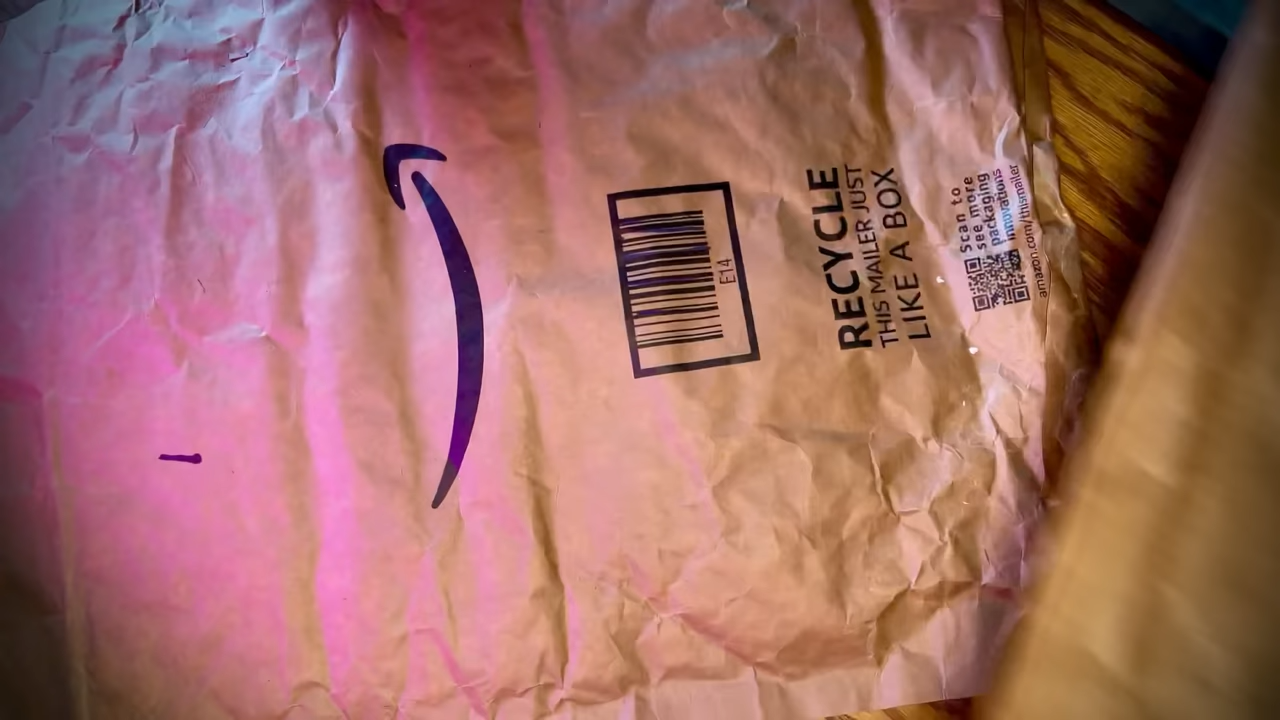 E14
RECYCLE
THIS MAILER JUST
LIKE A BOX
Scan to
see more
packaging
innovations
amazon.com/thismailer